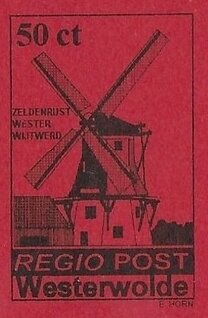 50 ct
ZELDENRUST
WESTER
WIJTWERD
REGIO POST
Westerwolde
E. HORN